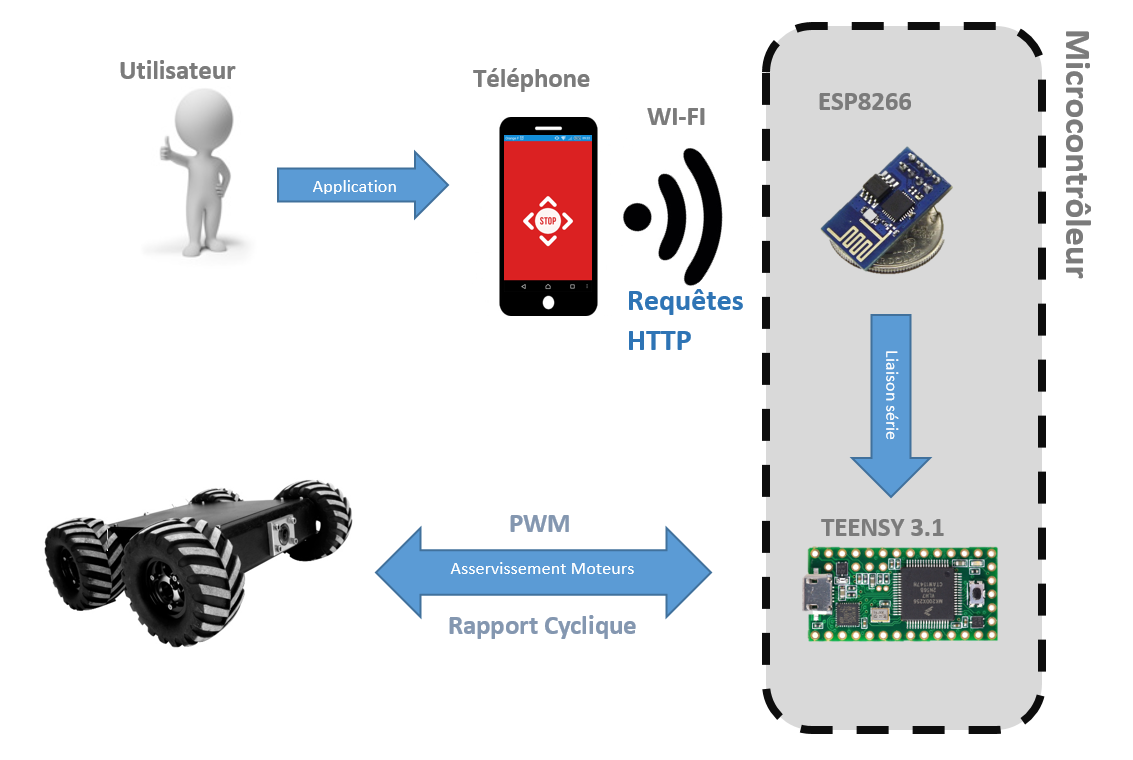 Utilisateur
Téléphone
WI-FI
ESP8266
Microcontrôleur
Application
STOP
Requêtes
HTTP
Liaison série
PWM
TEENSY 3.1
Asservissement Moteurs
Rapport Cyclique